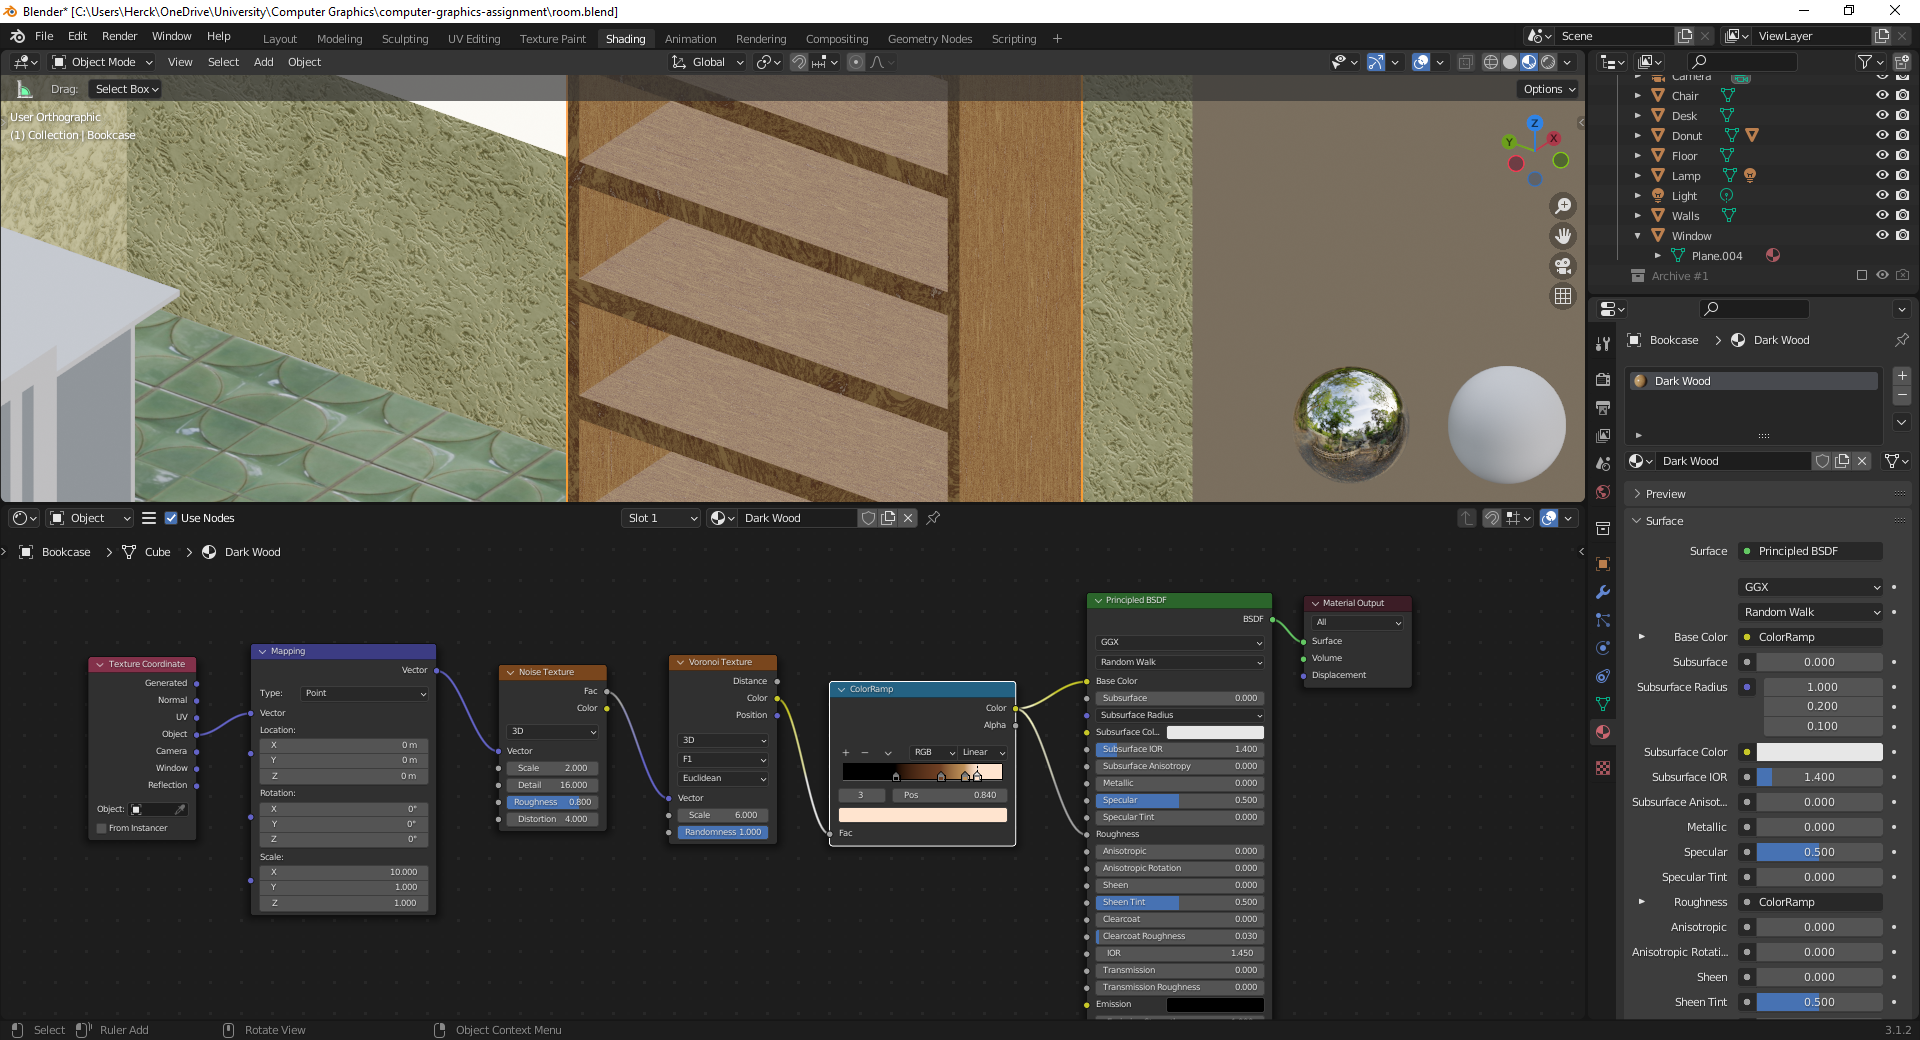 Blender* [C:\Users\Herck\OneDrive\University\Computer Graphics\computer-graphics-assignment\room.blend]
File Edit Render Window Help Layout Modeling Sculpting UV Editing Texture Paint Shading Animation Rendering Compositing Geometry Nodes Scripting + Scene ViewLayer
Object Mode View Select Add Object Global
Drag: Select Box Options
User Orthographic
(1) Collection | Bookcase
Z
Y X
Camera
Chair
Desk
Donut
Floor
Lamp
Light
Walls
Window
Plane.004
Archive #1
Bookcase > Dark Wood
Dark Wood
Dark Wood
Preview
Surface
Surface Principled BSDF
GGX
Random Walk
Base Color ColorRamp
Subsurface 0.000
Subsurface Radius 1.000
0.200
0.100
Subsurface Color
Subsurface IOR 1.400
Subsurface Anisot... 0.000
Metallic 0.000
Specular 0.500
Specular Tint 0.000
Roughness ColorRamp
Anisotropic 0.000
Anisotropic Rotati... 0.000
Sheen 0.000
Sheen Tint 0.500
Object Use Nodes Slot 1 Dark Wood
Bookcase > Cube > Dark Wood
Texture Coordinate
Generated
Normal
UV
Object
Camera
Window
Reflection
Object:
From Instancer
Mapping
Vector
Type: Point
Vector
Location:
X 0 m
Y 0 m
Z 0 m
Rotation:
X 0°
Y 0°
Z 0°
Scale:
X 10.000
Y 1.000
Z 1.000
Noise Texture
Fac
Color
3D
Vector
Scale 2.000
Detail 16.000
Roughness 0.800
Distortion 4.000
Voronoi Texture
Distance
Color
Position
3D
F1
Euclidean
Vector
Scale 6.000
Randomness 1.000
ColorRamp
Color
Alpha
+ − RGB Linear
3 Pos 0.840
Fac
Principled BSDF
BSDF
GGX
Random Walk
Base Color
Subsurface 0.000
Subsurface Radius
Subsurface Col...
Subsurface IOR 1.400
Subsurface Anisotropy 0.000
Metallic 0.000
Specular 0.500
Specular Tint 0.000
Roughness
Anisotropic 0.000
Anisotropic Rotation 0.000
Sheen 0.000
Sheen Tint 0.500
Clearcoat 0.000
Clearcoat Roughness 0.030
IOR 1.450
Transmission 0.000
Transmission Roughness 0.000
Emission
Material Output
All
Surface
Volume
Displacement
Select Ruler Add Rotate View Object Context Menu 3.1.2